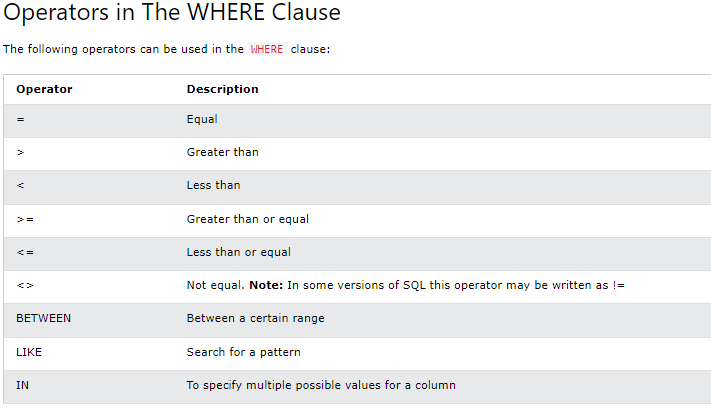 Operators in The WHERE Clause
The following operators can be used in the WHERE clause:
Operator Description
= Equal
> Greater than
< Less than
>= Greater than or equal
<= Less than or equal
<> Not equal. Note: In some versions of SQL this operator may be written as !=
BETWEEN Between a certain range
LIKE Search for a pattern
IN To specify multiple possible values for a column